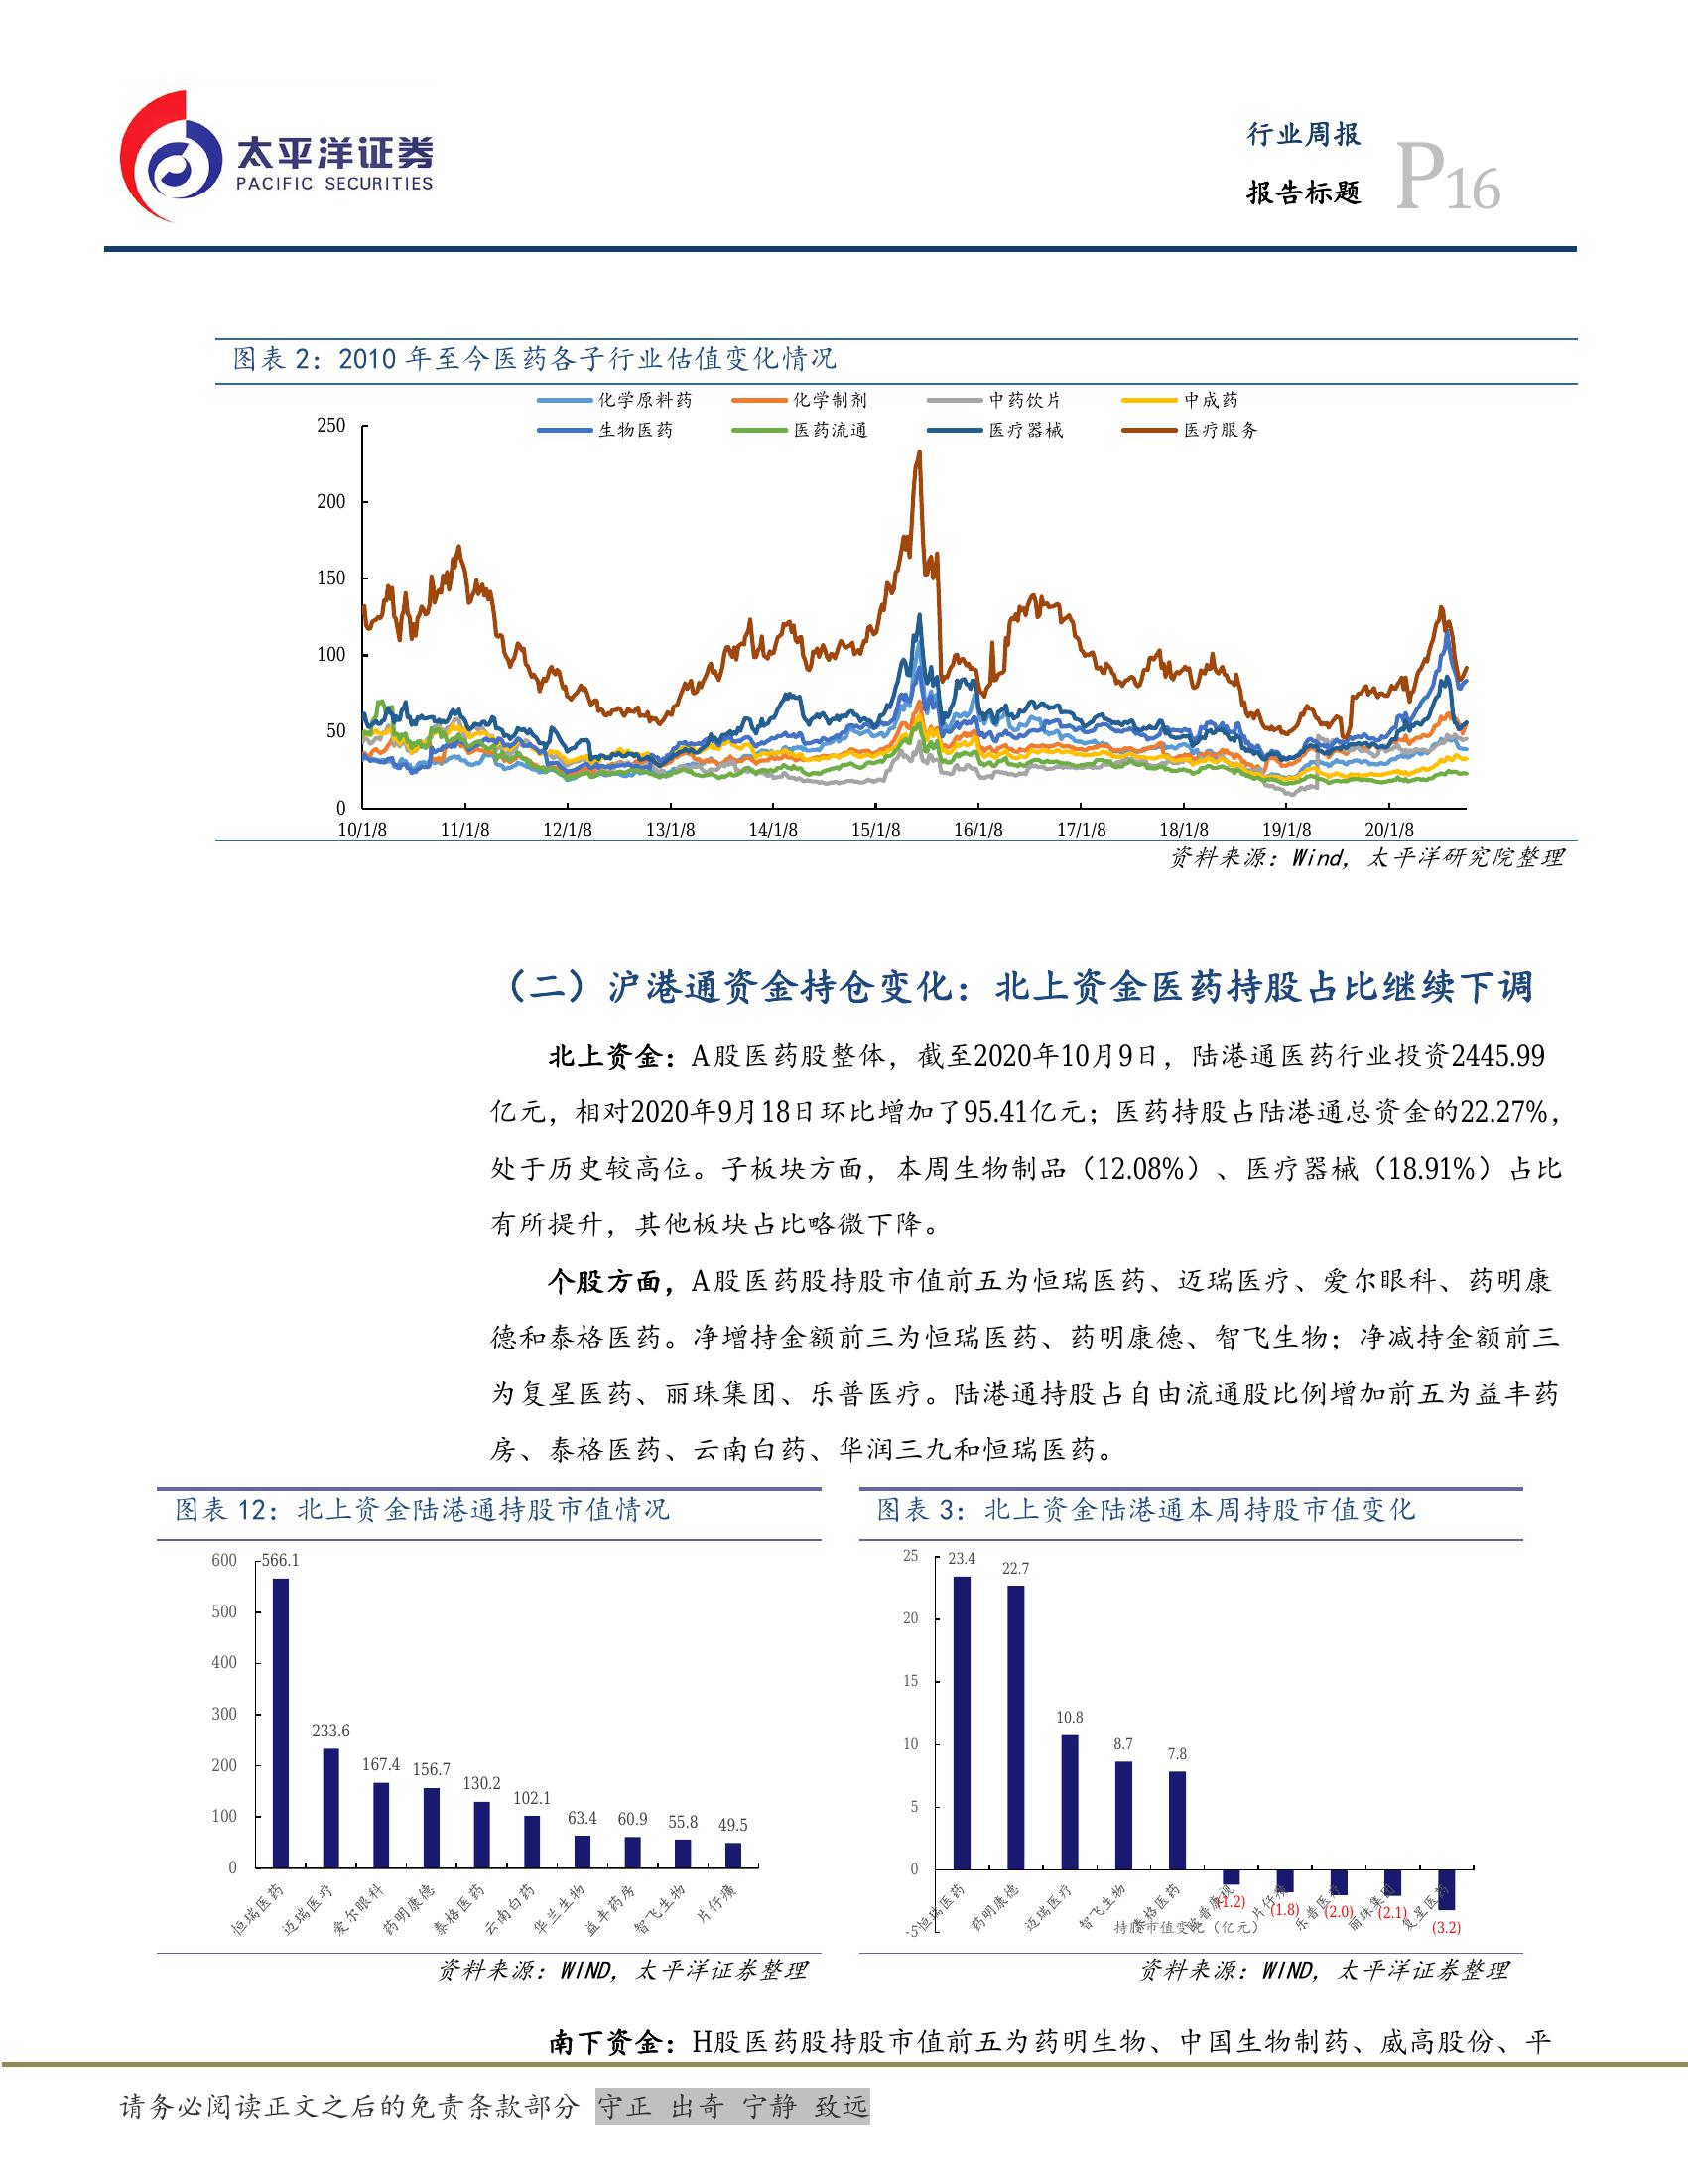 太平洋证券
PACIFIC SECURITIES
行业周报
报告标题
P16
图表 2：2010 年至今医药各子行业估值变化情况
化学原料药 化学制剂 中药饮片 中成药
生物医药 医药流通 医疗器械 医疗服务
250
200
150
100
50
0
10/1/8 11/1/8 12/1/8 13/1/8 14/1/8 15/1/8 16/1/8 17/1/8 18/1/8 19/1/8 20/1/8
资料来源：Wind，太平洋研究院整理
（二）沪港通资金持仓变化：北上资金医药持股占比继续下调
北上资金：A股医药股整体，截至2020年10月9日，陆港通医药行业投资2445.99
亿元，相对2020年9月18日环比增加了95.41亿元；医药持股占陆港通总资金的22.27%，
处于历史较高位。子板块方面，本周生物制品（12.08%）、医疗器械（18.91%）占比
有所提升，其他板块占比略微下降。
个股方面，A股医药股持股市值前五为恒瑞医药、迈瑞医疗、爱尔眼科、药明康
德和泰格医药。净增持金额前三为恒瑞医药、药明康德、智飞生物；净减持金额前三
为复星医药、丽珠集团、乐普医疗。陆港通持股占自由流通股比例增加前五为益丰药
房、泰格医药、云南白药、华润三九和恒瑞医药。
图表 12：北上资金陆港通持股市值情况
600
500
400
300
200
100
0
566.1 233.6 167.4 156.7 130.2 102.1 63.4 60.9 55.8 49.5
恒瑞医药 迈瑞医疗 爱尔眼科 药明康德 泰格医药 云南白药 华兰生物 益丰药房 智飞生物 片仔癀
资料来源：WIND，太平洋证券整理
图表 3：北上资金陆港通本周持股市值变化
25
20
15
10
5
0
-5
23.4 22.7 10.8 8.7 7.8 (1.2) (1.8) (2.0) (2.1) (3.2)
恒瑞医药 药明康德 迈瑞医疗 智飞生物 泰格医药 欧普康视 片仔癀 乐普医疗 丽珠集团 复星医药
持股市值变化（亿元）
资料来源：WIND，太平洋证券整理
南下资金：H股医药股持股市值前五为药明生物、中国生物制药、威高股份、平
请务必阅读正文之后的免责条款部分 守正 出奇 宁静 致远